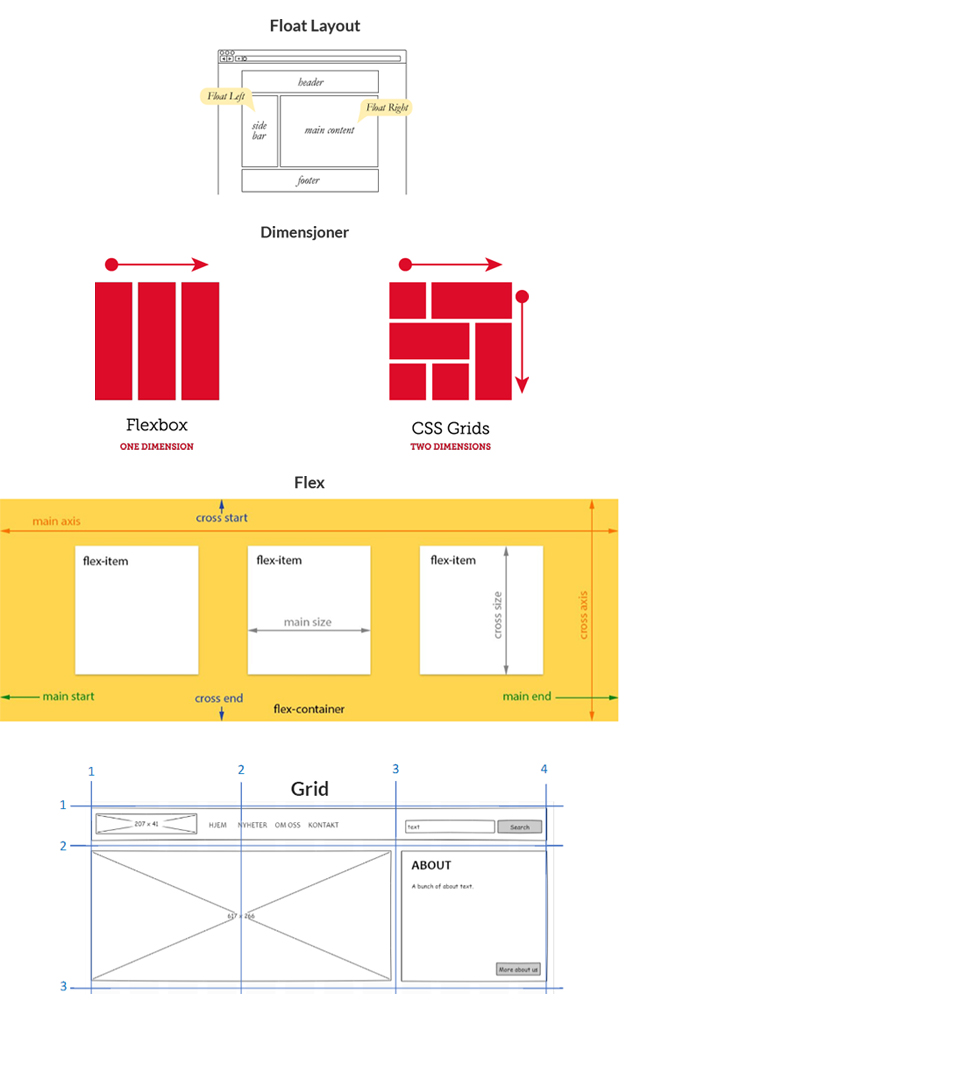 Float Layout
header
Float Left
Float Right
side
bar
main content
footer
Dimensjoner
Flexbox
ONE DIMENSION
CSS Grids
TWO DIMENSIONS
Flex
cross start
main axis
flex-item
flex-item
flex-item
main size
cross size
cross axis
main start
cross end
main end
flex-container
1
2
3
4
Grid
1
207 x 41
HJEM
NYHETER
OM OSS
KONTAKT
text
Search
2
ABOUT
A bunch of about text.
617 x 266
More about us
3